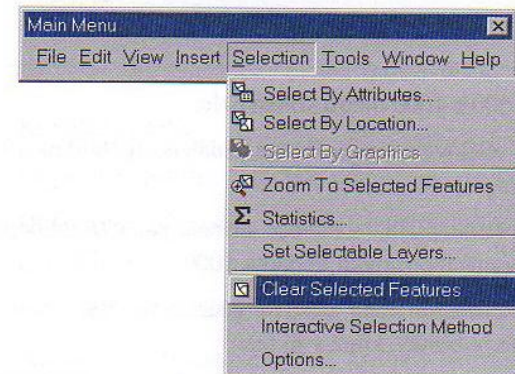 Main Menu
File Edit View Insert Selection Tools Window Help
Select By Attributes...
Select By Location...
Select By Graphics
Zoom To Selected Features
Σ Statistics...
Set Selectable Layers...
Clear Selected Features
Interactive Selection Method
Options...